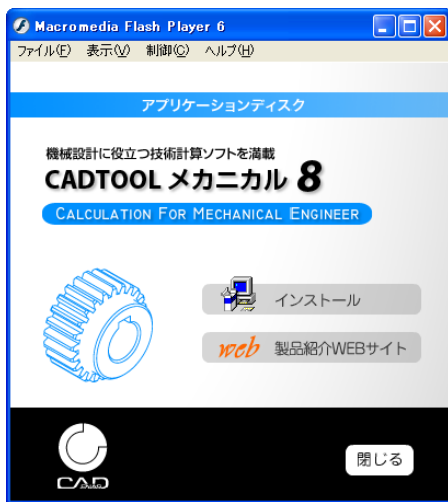 Macromedia Flash Player 6
ファイル(F) 表示(V) 制御(C) ヘルプ(H)
アプリケーションディスク
機械設計に役立つ技術計算ソフトを満載
CADTOOL メカニカル 8
CALCULATION FOR MECHANICAL ENGINEER
インストール
web 製品紹介WEBサイト
CAD
閉じる